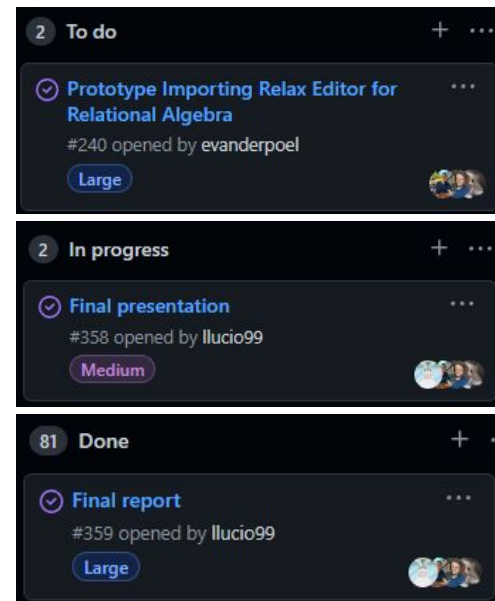 2 To do
Prototype Importing Relax Editor for
Relational Algebra
#240 opened by evanderpoel
Large
2 In progress
Final presentation
#358 opened by llucio99
Medium
81 Done
Final report
#359 opened by llucio99
Large